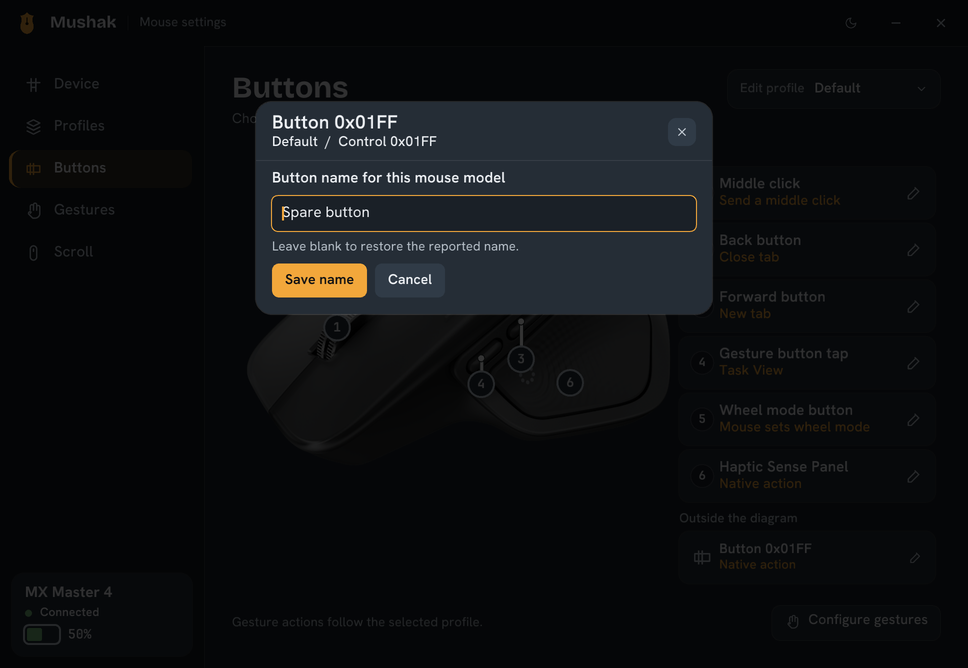 Mushak
Mouse settings
Device
Profiles
Buttons
Gestures
Scroll
MX Master 4
Connected
50%
Buttons
Edit profile Default
Button 0x01FF
Default / Control 0x01FF
Button name for this mouse model
Spare button
Leave blank to restore the reported name.
Save name
Cancel
1
3
4
6
Middle click
Send a middle click
Back button
Close tab
Forward button
New tab
4
Gesture button tap
Task View
5
Wheel mode button
Mouse sets wheel mode
6
Haptic Sense Panel
Native action
Outside the diagram
Button 0x01FF
Native action
Gesture actions follow the selected profile.
Configure gestures